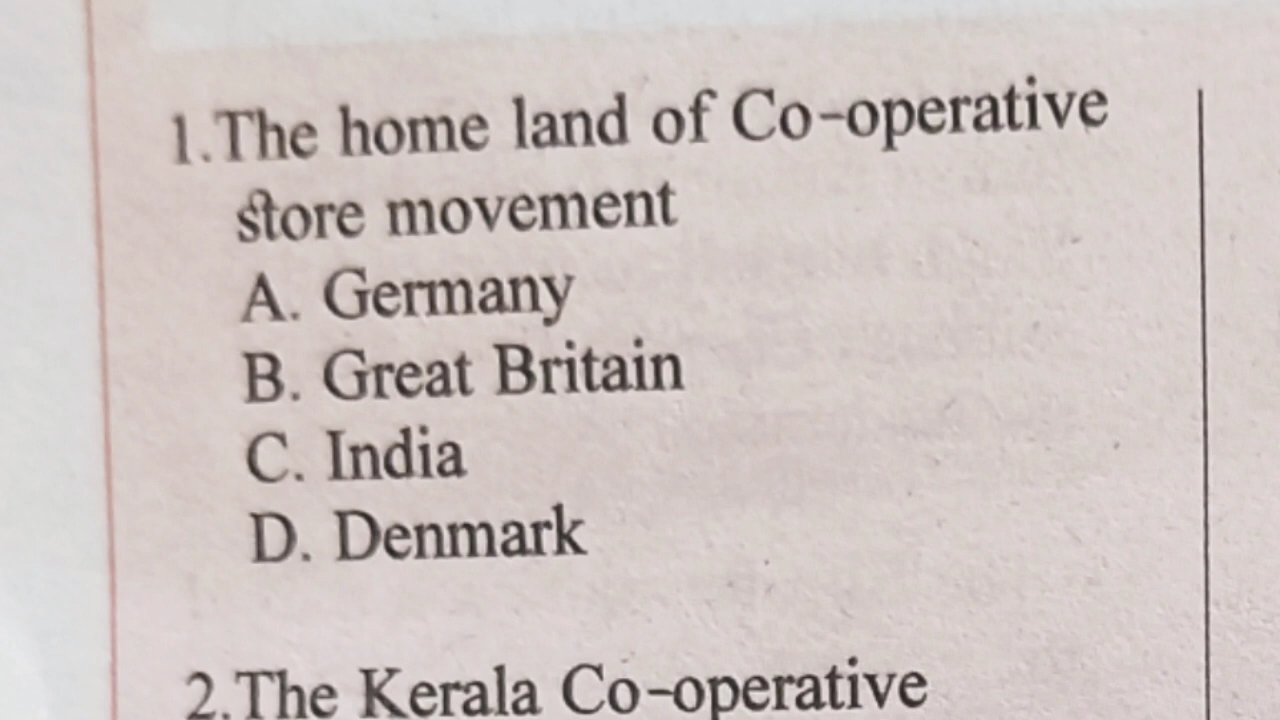 1.The home land of Co-operative
store movement
A. Germany
B. Great Britain
C. India
D. Denmark
2.The Kerala Co-operative